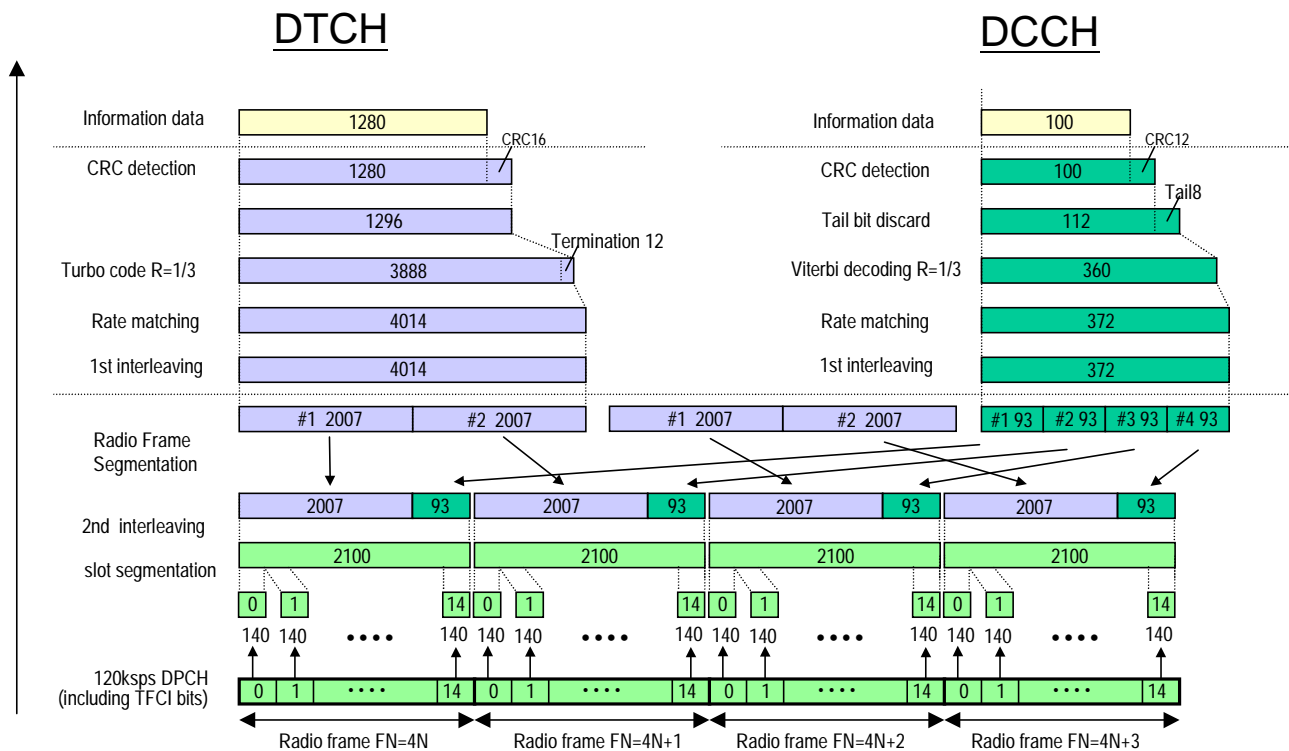 DTCH
DCCH
Information data
1280
Information data
100
CRC16
CRC12
CRC detection
1280
CRC detection
100
Tail8
1296
Tail bit discard
112
Termination 12
Turbo code R=1/3
3888
Viterbi decoding R=1/3
360
Rate matching
4014
Rate matching
372
1st interleaving
4014
1st interleaving
372
#1 2007
#2 2007
#1 2007
#2 2007
#1 93
#2 93
#3 93
#4 93
Radio Frame
Segmentation
2007
93
2007
93
2007
93
2007
93
2nd interleaving
2100
2100
2100
2100
slot segmentation
0
1
14
0
1
14
0
1
14
0
1
14
140
140
••••
140
140
140
••••
140
140
140
••••
140
140
140
••••
140
120ksps DPCH
(including TFCI bits)
0
1
••••
14
0
1
••••
14
0
1
••••
14
0
1
••••
14
Radio frame FN=4N
Radio frame FN=4N+1
Radio frame FN=4N+2
Radio frame FN=4N+3